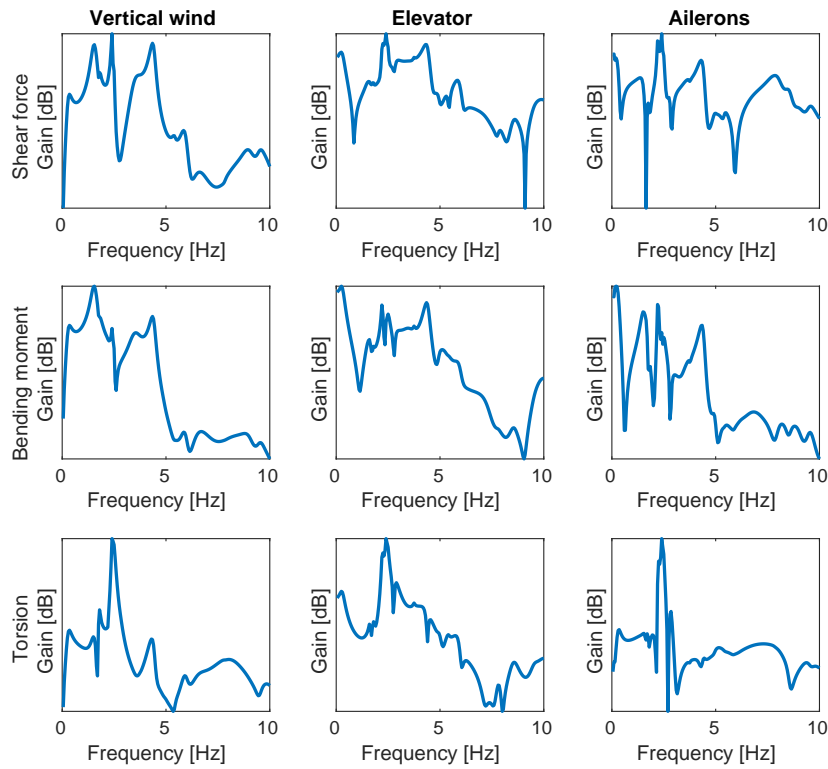 Vertical wind
Elevator
Ailerons
Shear force
Gain [dB]
Gain [dB]
Gain [dB]
0 5 10
0 5 10
0 5 10
Frequency [Hz]
Frequency [Hz]
Frequency [Hz]
Bending moment
Gain [dB]
Gain [dB]
Gain [dB]
0 5 10
0 5 10
0 5 10
Frequency [Hz]
Frequency [Hz]
Frequency [Hz]
Torsion
Gain [dB]
Gain [dB]
Gain [dB]
0 5 10
0 5 10
0 5 10
Frequency [Hz]
Frequency [Hz]
Frequency [Hz]